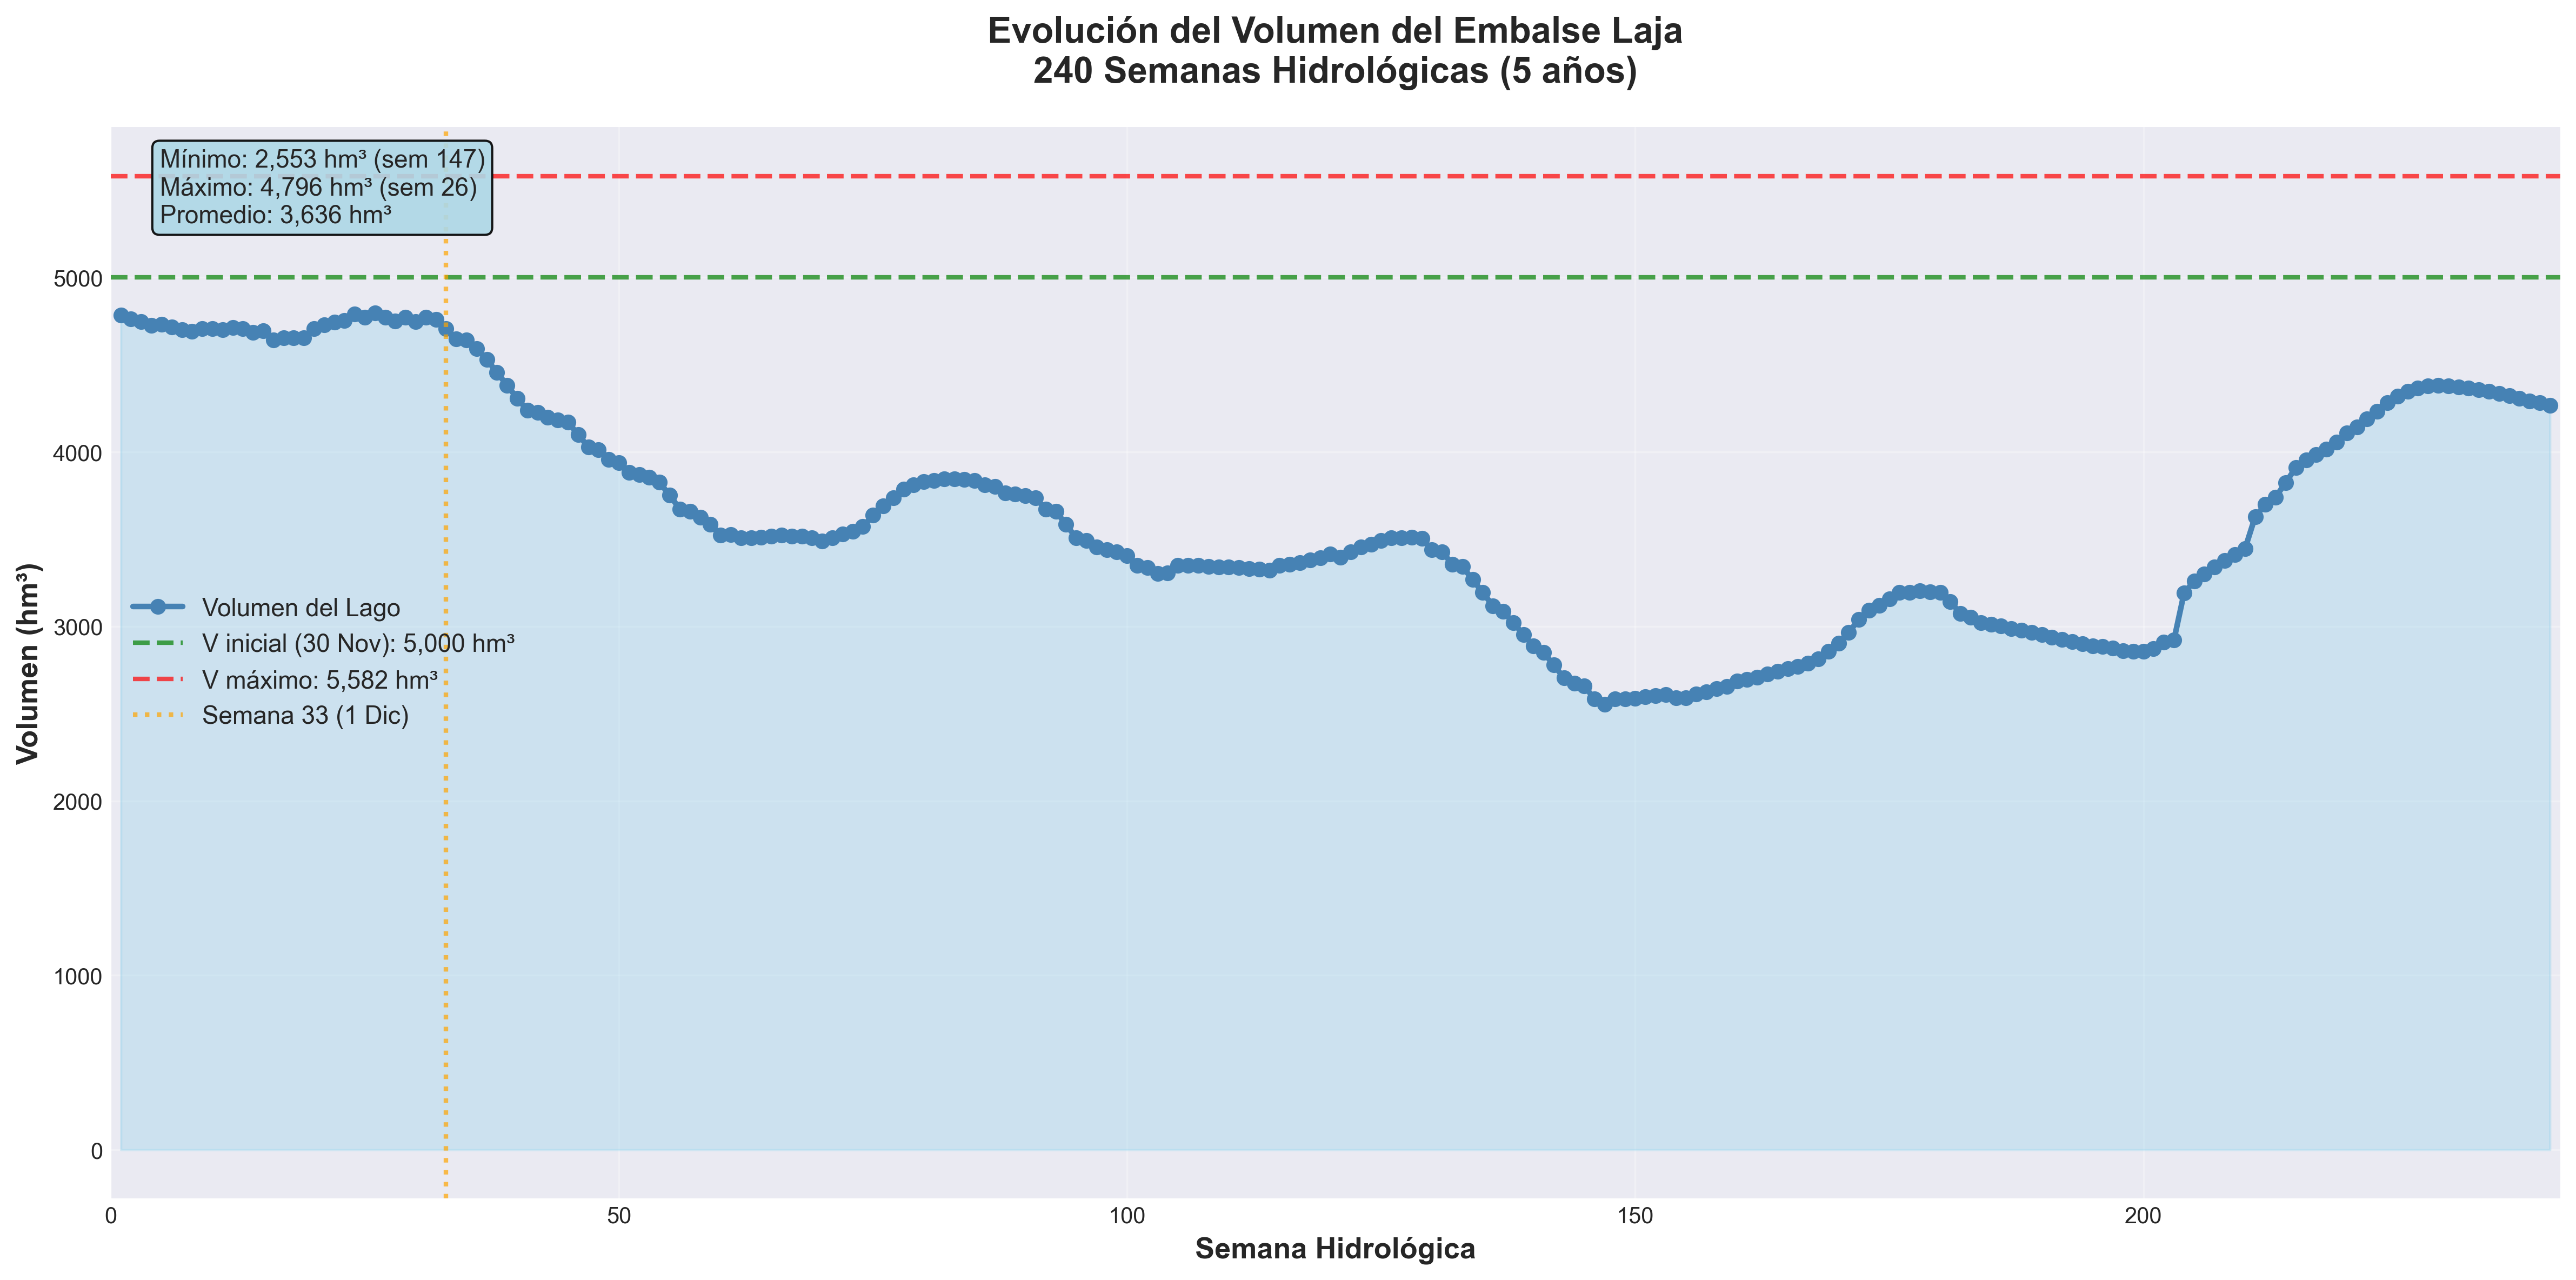 Evolución del Volumen del Embalse Laja
240 Semanas Hidrológicas (5 años)
Mínimo: 2,553 hm³ (sem 147)
Máximo: 4,796 hm³ (sem 26)
Promedio: 3,636 hm³
Volumen (hm³)
5000
4000
3000
2000
1000
0
Volumen del Lago
V inicial (30 Nov): 5,000 hm³
V máximo: 5,582 hm³
Semana 33 (1 Dic)
0
50
100
150
200
Semana Hidrológica